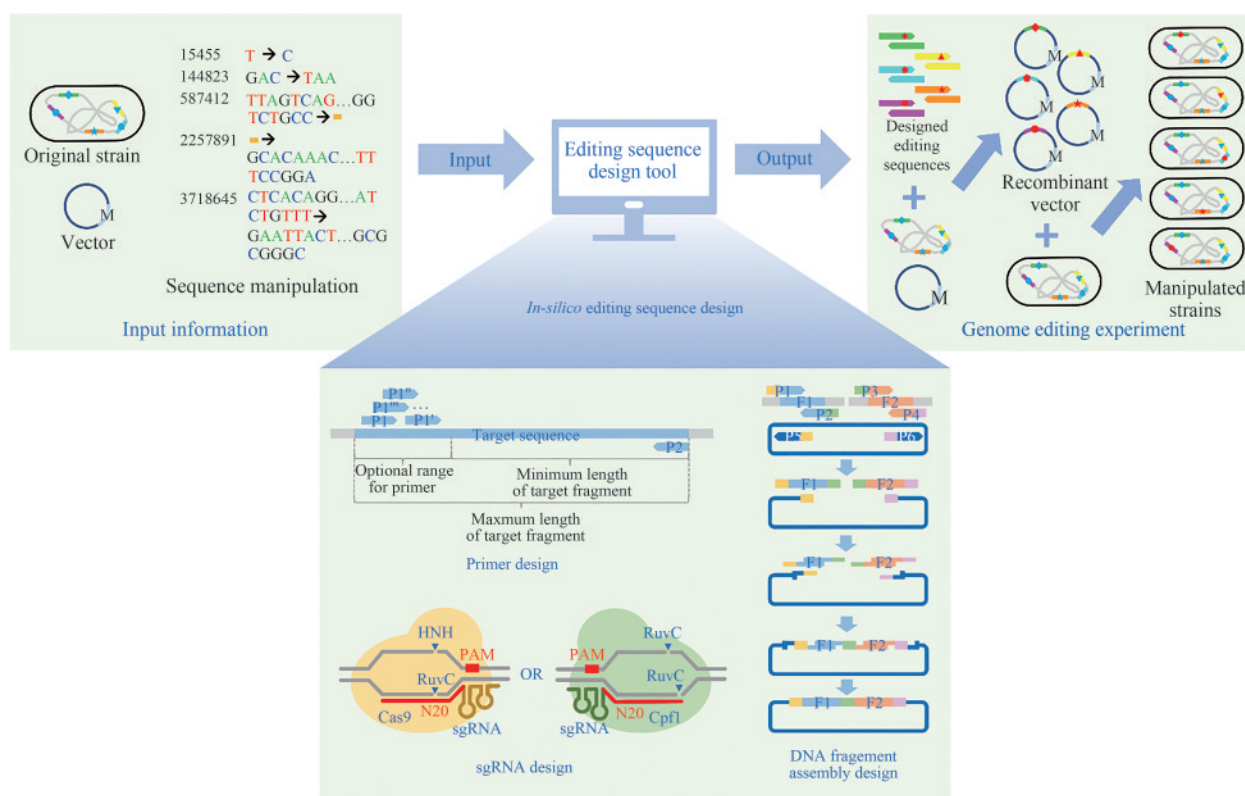 15455 T → C
144823 GAC → TAA
587412 TTAGTCAG…GG
TCTGCC →
2257891 →
GCACAAAC…TT
TCCGGA
3718645 CTCACAGG…AT
CTGTTT →
GAATTACT…GCG
CGGGC
Original strain
M
Vector
Sequence manipulation
Input information
Input
Editing sequence
design tool
Output
In-silico editing sequence design
Designed
editing
sequences
+
M
M
M
M
M
M
Recombinant
vector
+
Manipulated
strains
Genome editing experiment
P1"
P1'" …
P1 P1'
Target sequence
P2
Optional range
for primer
Minimum length
of target fragment
Maxmum length
of target fragment
Primer design
HNH
PAM
RuvC
Cas9
N20
sgRNA
OR
RuvC
PAM
RuvC
N20
Cpf1
sgRNA
sgRNA design
P1 P3
F1 F2
P2 P4
P5 P6
F1 F2
F1 F2
F1 F2
F1 F2
DNA fragement
assembly design